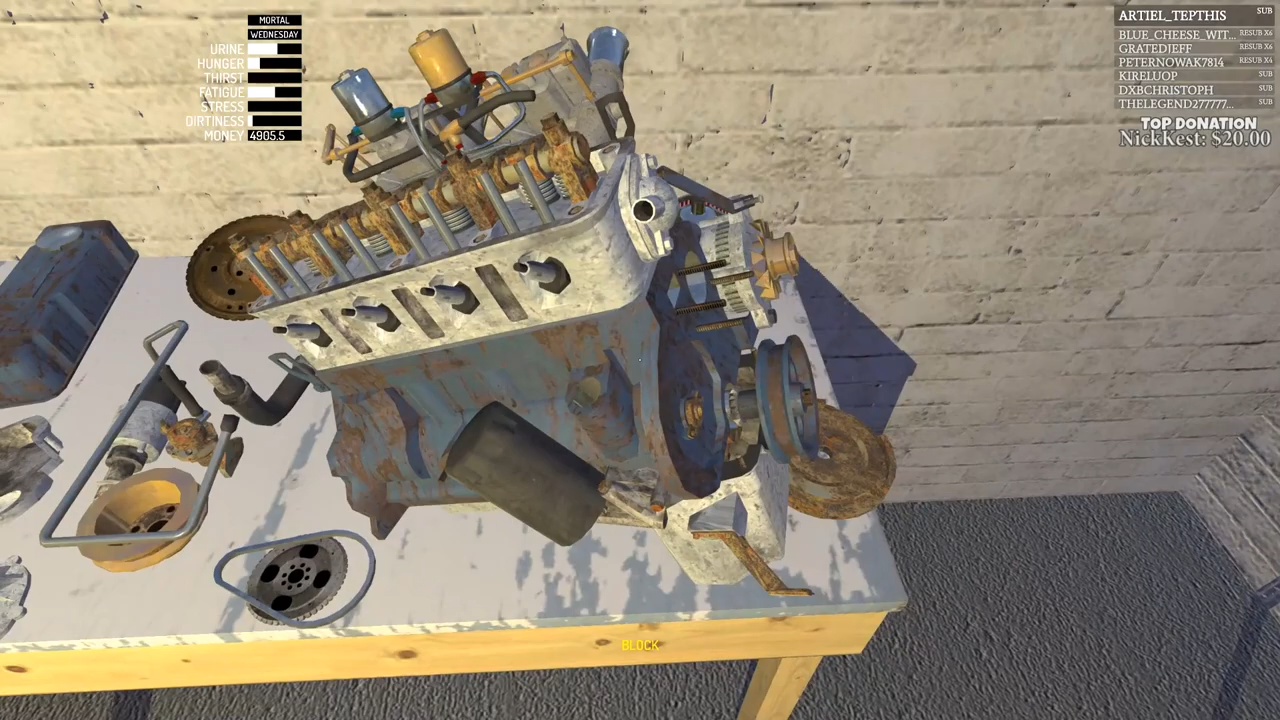 MORTAL
WEDNESDAY
URINE
HUNGER
THIRST
FATIGUE
STRESS
DIRTINESS
MONEY 4905.5
ARTIEL_TEPTHIS SUB
BLUE_CHEESE_WIT... RESUB X6
GRATEDJEFF RESUB X6
PETERNOWAK7814 RESUB X4
KIRELUOP SUB
DXBCHRISTOPH SUB
THELEGEND277777... SUB
TOP DONATION
NickKest: $20.00
BLOCK